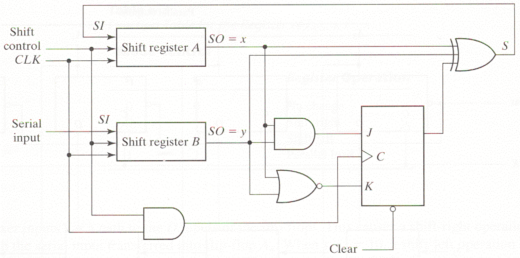 SI
Shift
control
CLK
Shift register A
SO = x
S
Serial
input
SI
Shift register B
SO = y
J
C
K
Clear